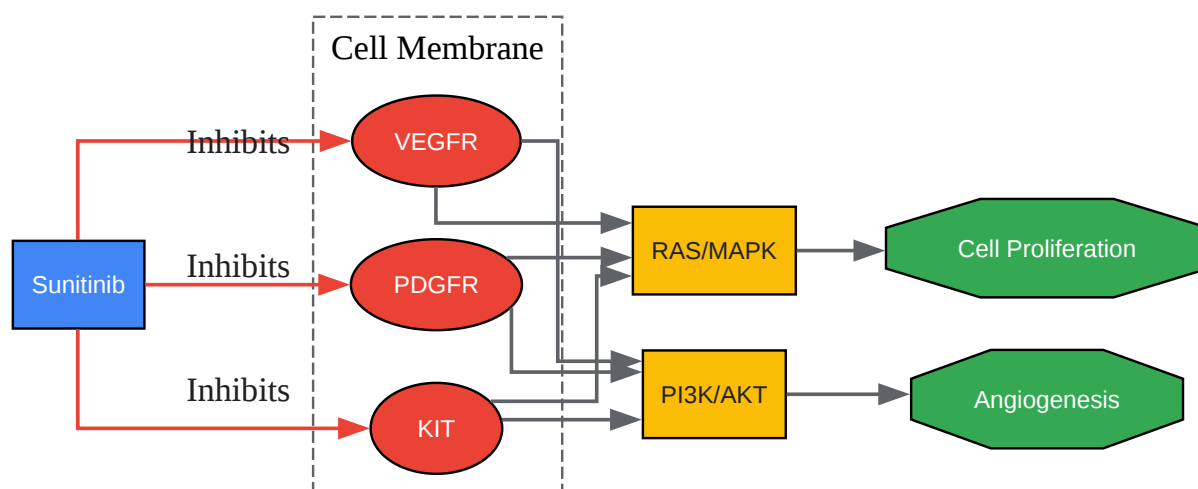 Cell Membrane
Inhibits
VEGFR
Sunitinib
Inhibits
PDGFR
Inhibits
KIT
RAS/MAPK
PI3K/AKT
Cell Proliferation
Angiogenesis